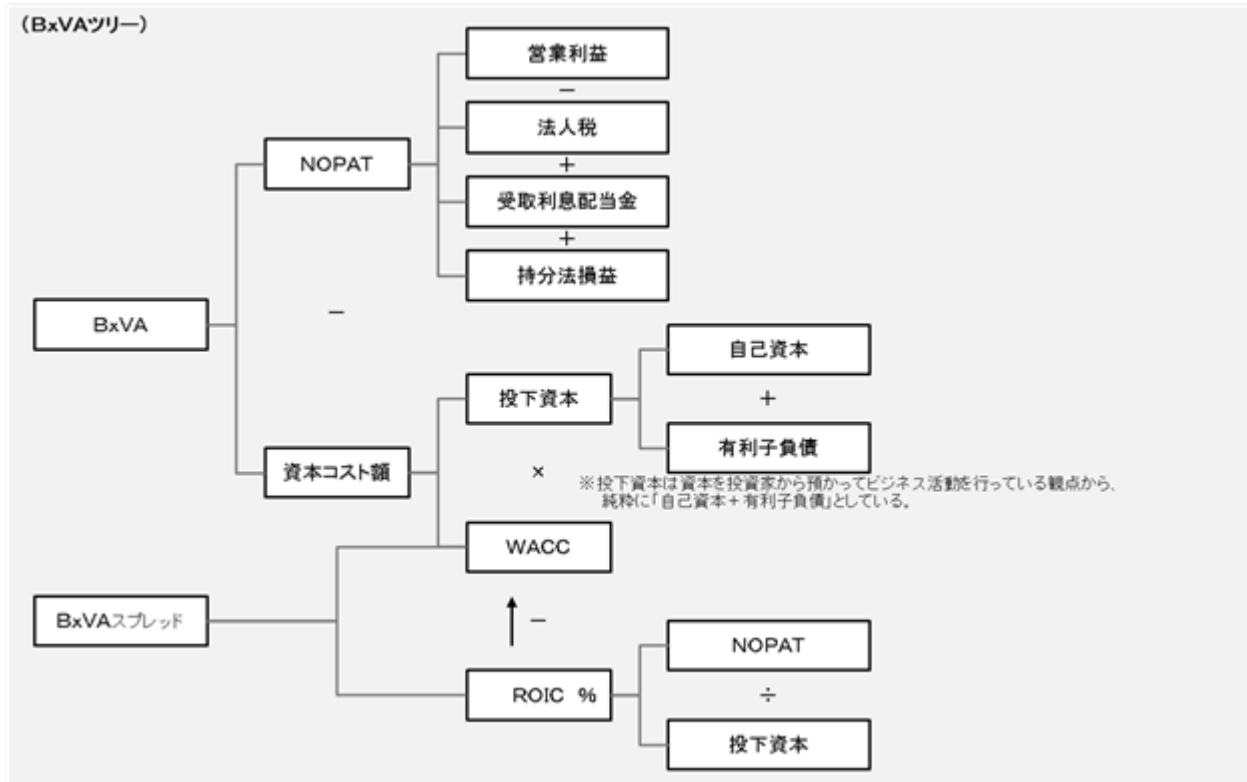 （BxVAツリー）
営業利益
－
法人税
NOPAT
＋
受取利息配当金
＋
持分法損益
－
BxVA
自己資本
投下資本
＋
有利子負債
資本コスト額
×
※投下資本は資本を投資家から預かってビジネス活動を行っている観点から、
純粋に「自己資本＋有利子負債」としている。
WACC
BxVAスプレッド
－
NOPAT
ROIC　%
÷
投下資本